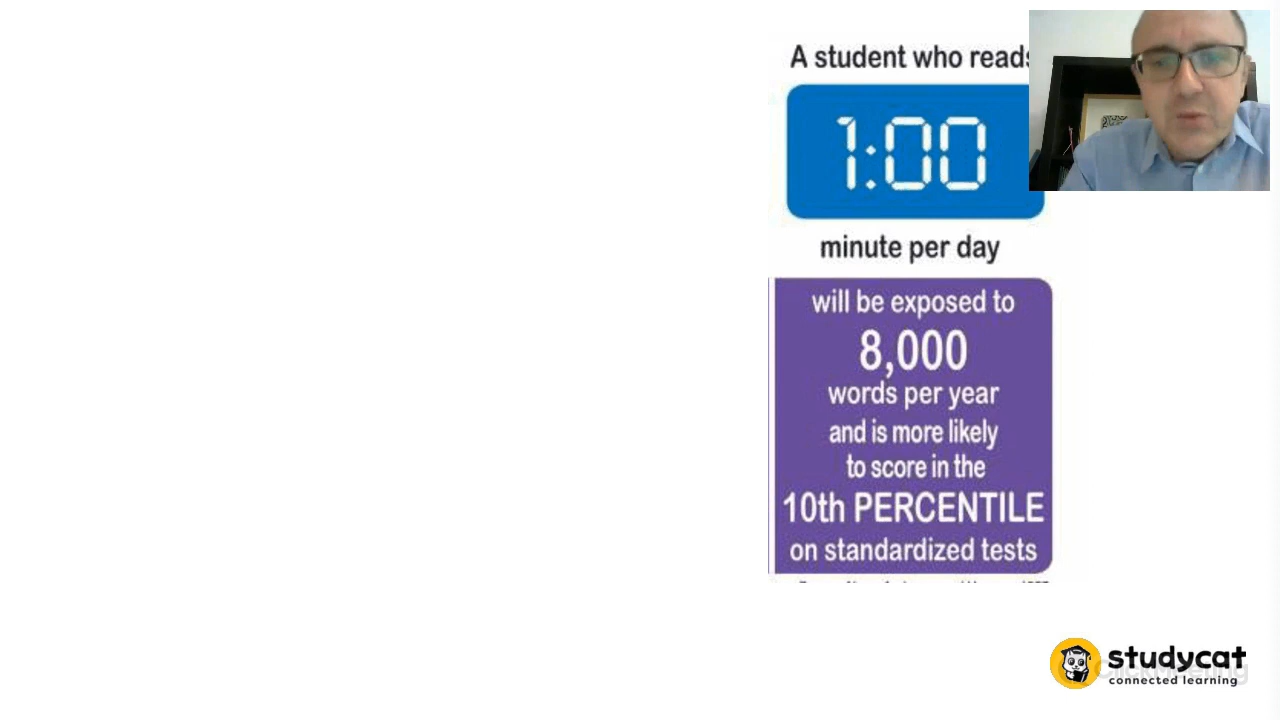 A student who reads
1:00
minute per day
will be exposed to
8,000
words per year
and is more likely
to score in the
10th PERCENTILE
on standardized tests
studycat
ClickMeeting
connected learning